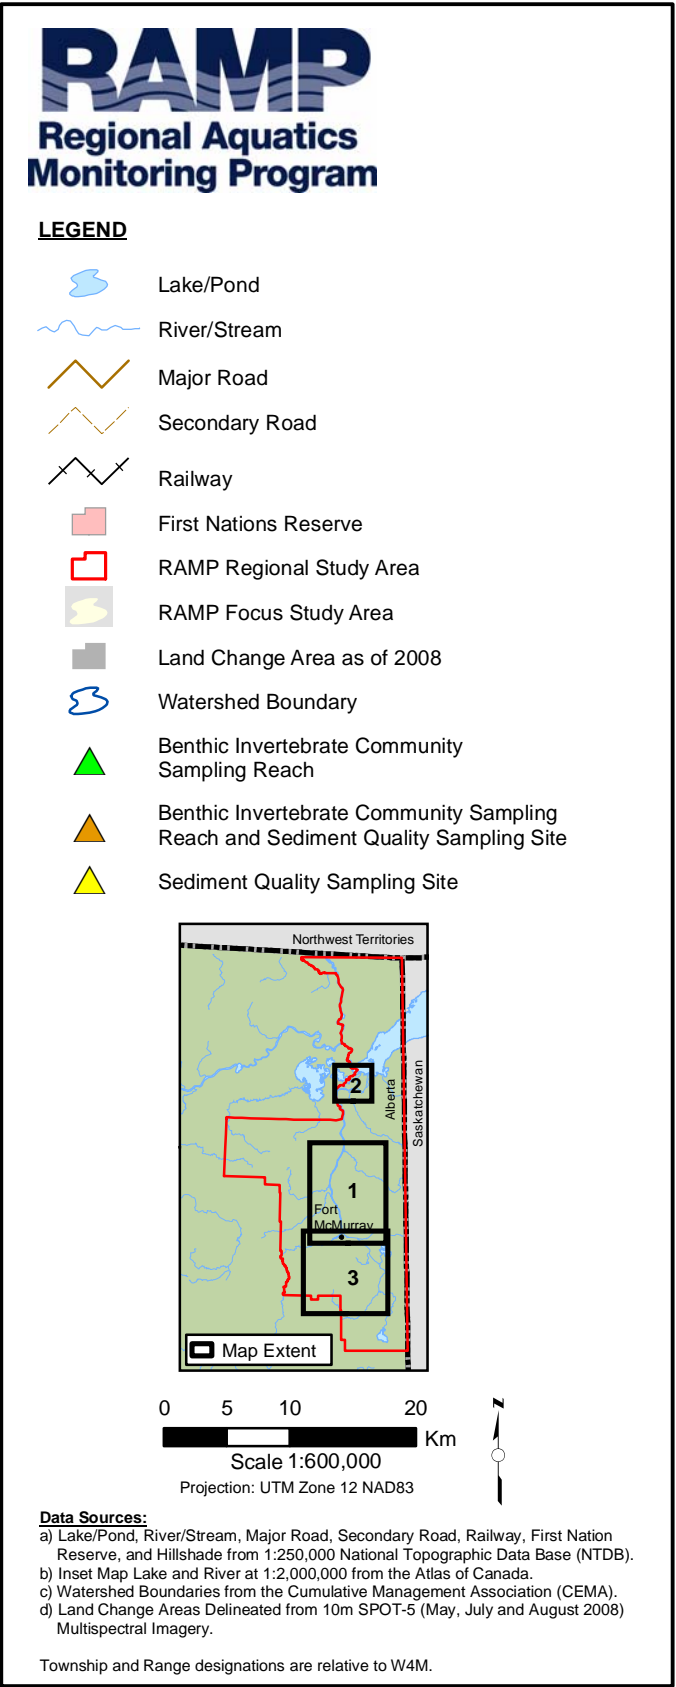 RAMP
Regional Aquatics
Monitoring Program
LEGEND
Lake/Pond
River/Stream
Major Road
Secondary Road
Railway
First Nations Reserve
RAMP Regional Study Area
RAMP Focus Study Area
Land Change Area as of 2008
Watershed Boundary
Benthic Invertebrate Community
Sampling Reach
Benthic Invertebrate Community Sampling
Reach and Sediment Quality Sampling Site
Sediment Quality Sampling Site
Northwest Territories
2
Alberta
Saskatchewan
1
Fort
McMurray
3
Map Extent
0 5 10 20
Km
Scale 1:600,000
Projection: UTM Zone 12 NAD83
N
Data Sources:
a) Lake/Pond, River/Stream, Major Road, Secondary Road, Railway, First Nation
Reserve, and Hillshade from 1:250,000 National Topographic Data Base (NTDB).
b) Inset Map Lake and River at 1:2,000,000 from the Atlas of Canada.
c) Watershed Boundaries from the Cumulative Management Association (CEMA).
d) Land Change Areas Delineated from 10m SPOT-5 (May, July and August 2008)
Multispectral Imagery.
Township and Range designations are relative to W4M.